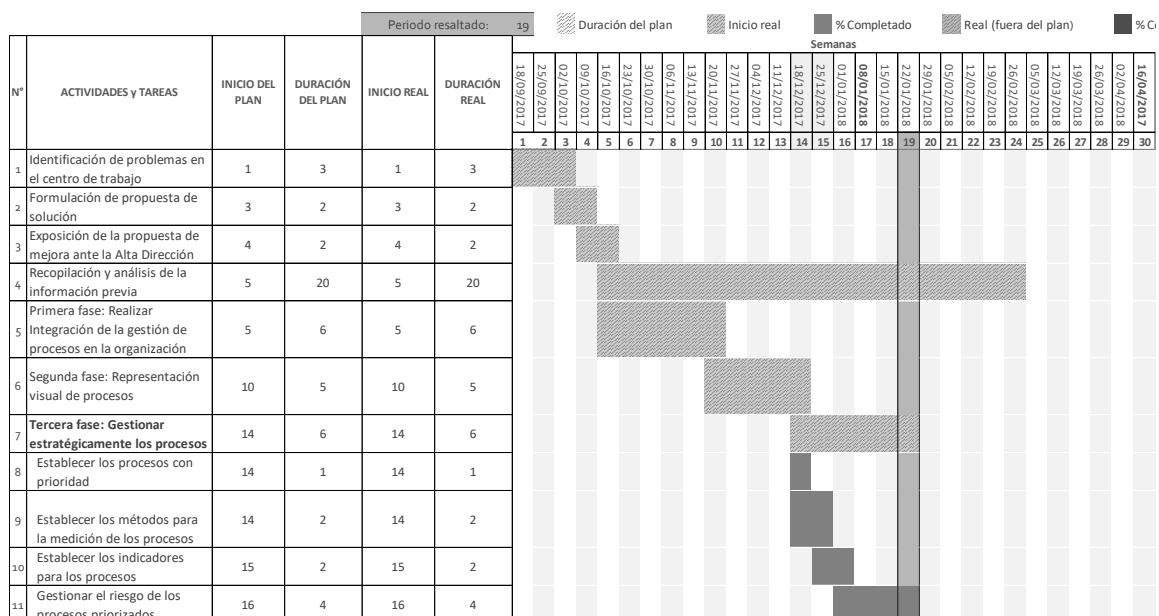 Periodo resaltado: 19 Duración del plan Inicio real % Completado Real (fuera del plan)
Semanas
N° ACTIVIDADES y TAREAS INICIO DEL PLAN DURACIÓN DEL PLAN INICIO REAL DURACIÓN REAL
18/09/2017 25/09/2017 02/10/2017 09/10/2017 16/10/2017 23/10/2017 30/10/2017 06/11/2017 13/11/2017 20/11/2017 27/11/2017 04/12/2017 11/12/2017 18/12/2017 25/12/2017 01/01/2018 08/01/2018 15/01/2018 22/01/2018 29/01/2018 05/02/2018 12/02/2018 19/02/2018 26/02/2018 05/03/2018 12/03/2018 19/03/2018 26/03/2018 02/04/2018 16/04/2017
1 2 3 4 5 6 7 8 9 10 11 12 13 14 15 16 17 18 19 20 21 22 23 24 25 26 27 28 29 30
1 Identificación de problemas en
el centro de trabajo 1 3 1 3
2 Formulación de propuesta de
solución 3 2 3 2
3 Exposición de la propuesta de
mejora ante la Alta Dirección 4 2 4 2
4 Recopilación y análisis de la
información previa 5 20 5 20
5 Primera fase: Realizar
Integración de la gestión de
procesos en la organización 5 6 5 6
6 Segunda fase: Representación
visual de procesos 10 5 10 5
7 Tercera fase: Gestionar
estratégicamente los procesos 14 6 14 6
8 Establecer los procesos con
prioridad 14 1 14 1
9 Establecer los métodos para
la medición de los procesos 14 2 14 2
10 Establecer los indicadores
para los procesos 15 2 15 2
11 Gestionar el riesgo de los
procesos priorizados 16 4 16 4